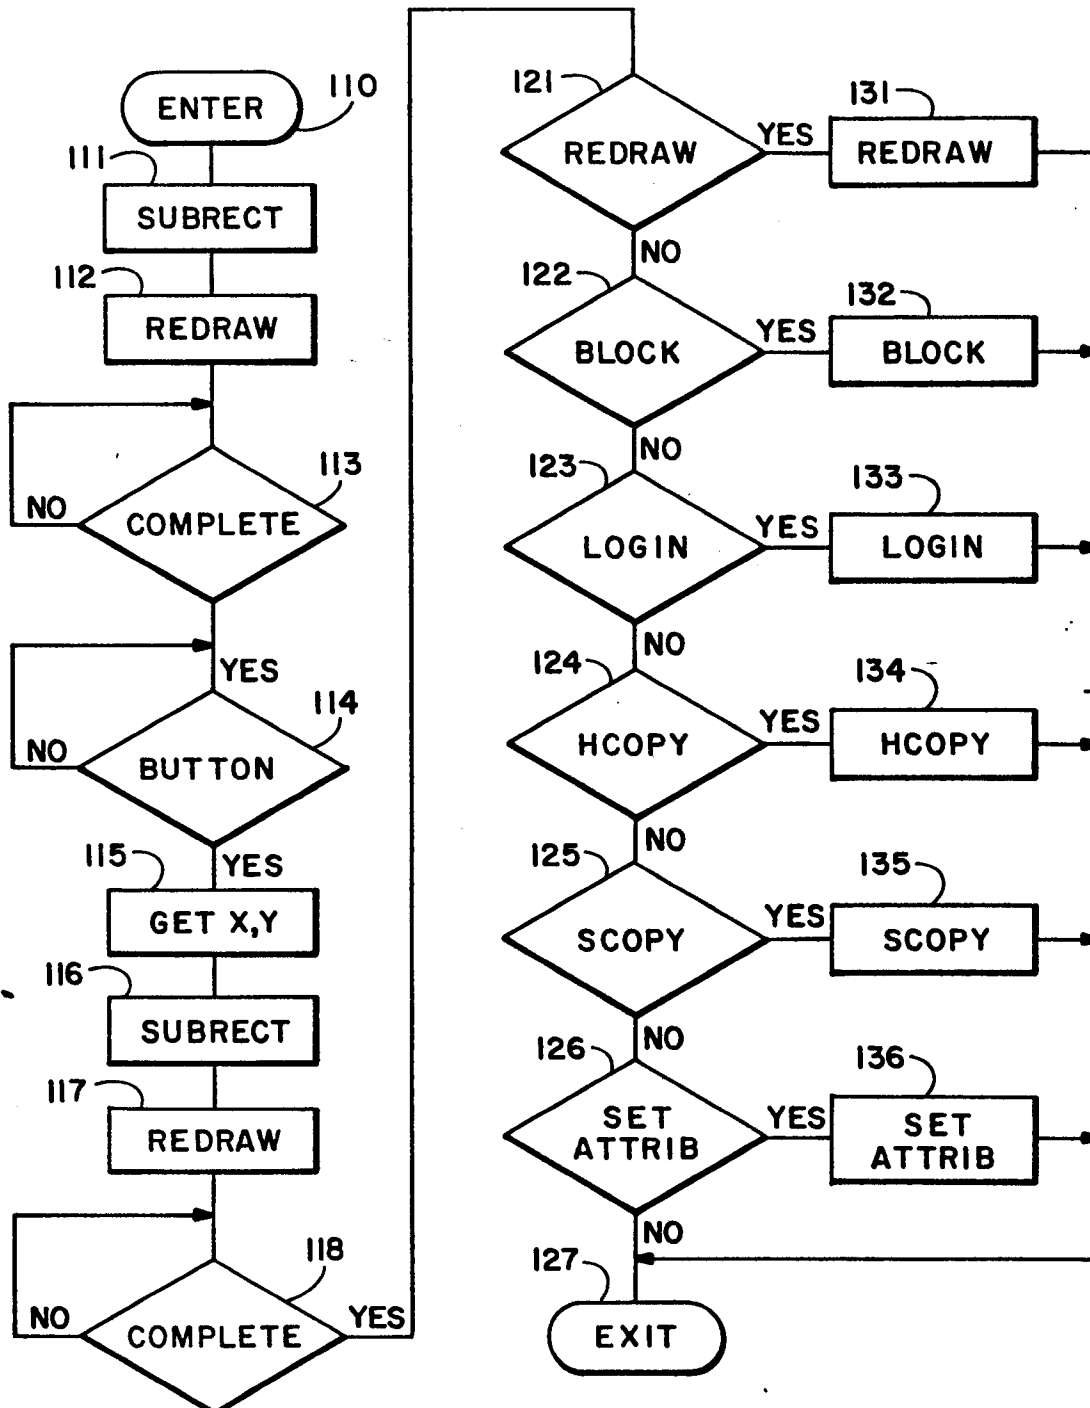 110
ENTER
111
SUBRECT
112
REDRAW
113
NO
COMPLETE
YES
114
NO
BUTTON
YES
115
GET X,Y
116
SUBRECT
117
REDRAW
118
NO
COMPLETE
YES
121
REDRAW
YES
131
REDRAW
NO
122
BLOCK
YES
132
BLOCK
NO
123
LOGIN
YES
133
LOGIN
NO
124
HCOPY
YES
134
HCOPY
NO
125
SCOPY
YES
135
SCOPY
NO
126
SET
ATTRIB
YES
136
SET
ATTRIB
NO
127
EXIT